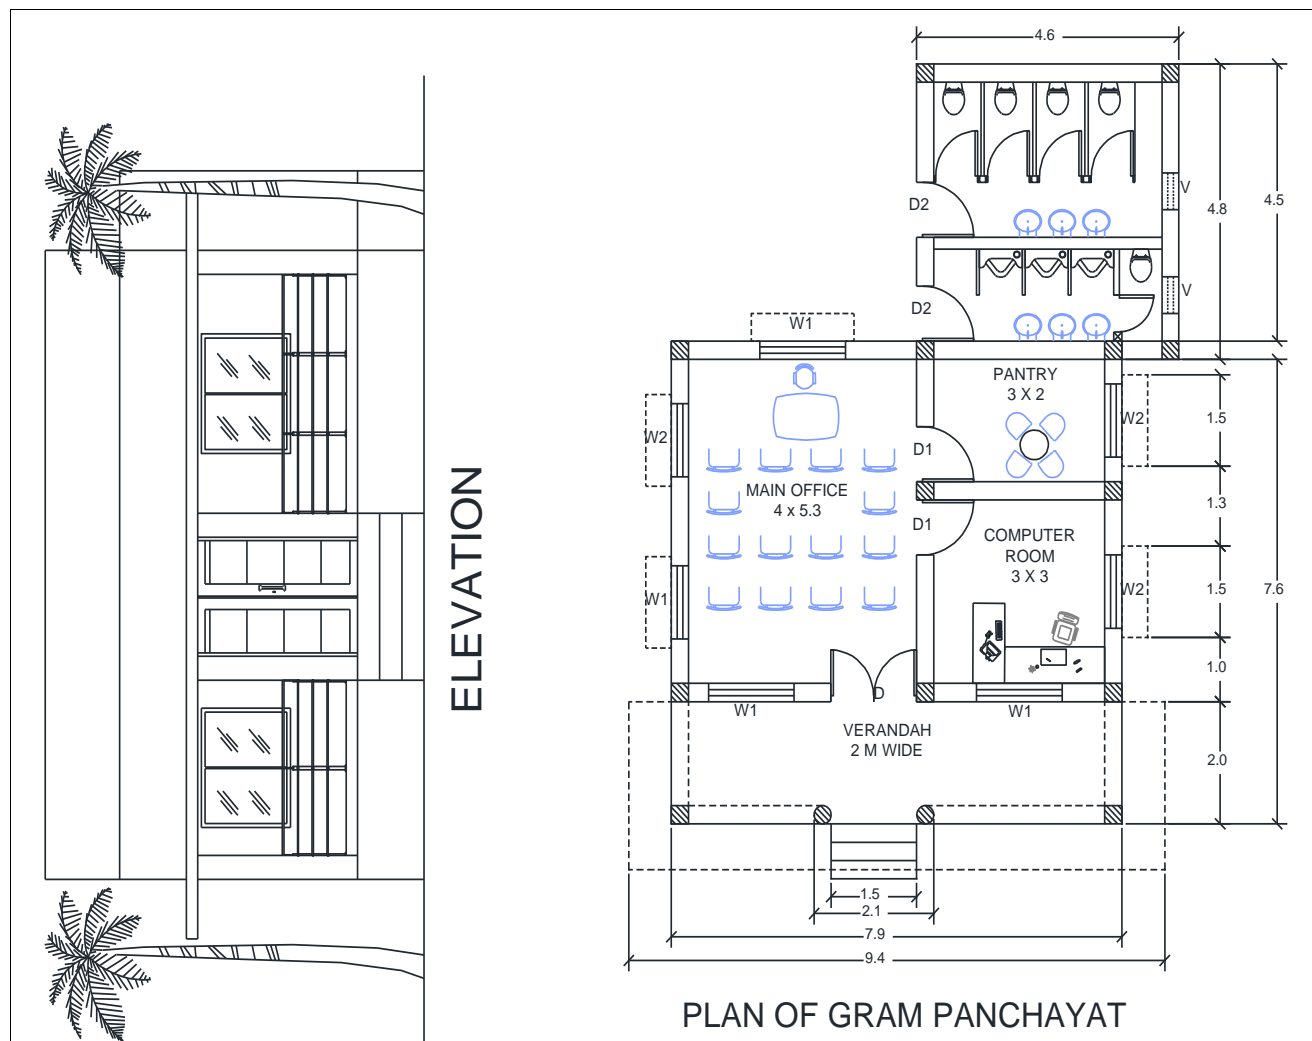 4.6
V
D2
4.8
4.5
V
D2
W1
PANTRY
3 X 2
W2
W2
1.5
D1
MAIN OFFICE
4 x 5.3
1.3
D1
COMPUTER
ROOM
3 X 3
W1
W2
1.5
7.6
1.0
D
W1
W1
VERANDAH
2 M WIDE
2.0
1.5
2.1
7.9
9.4
ELEVATION
PLAN OF GRAM PANCHAYAT